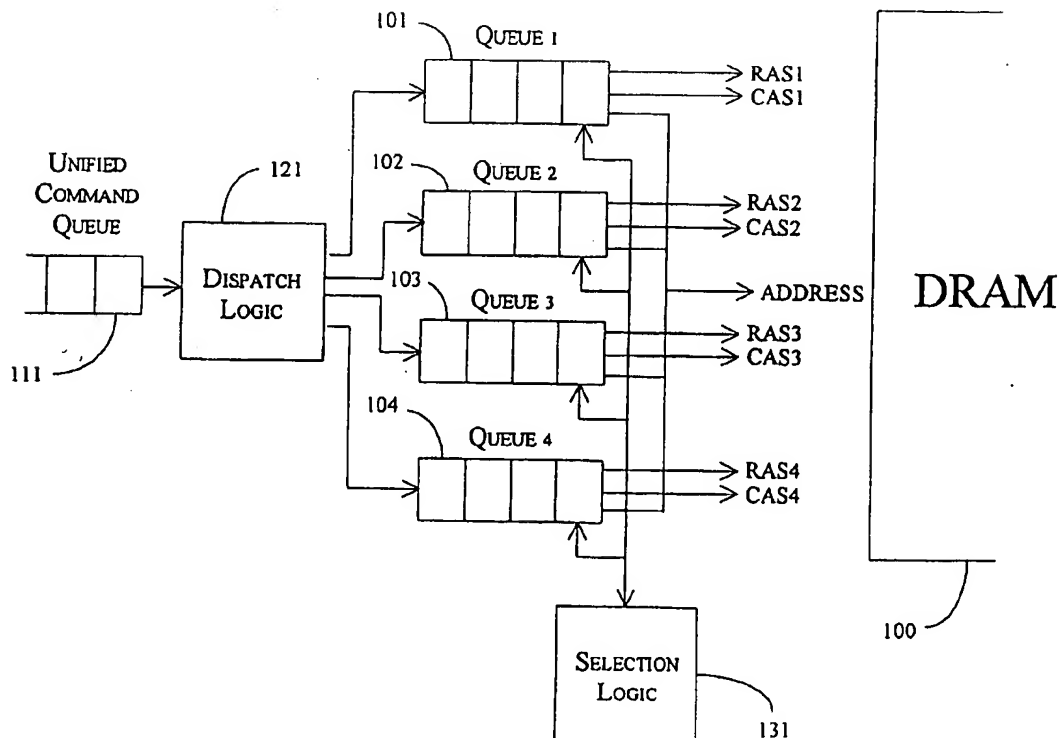 101
QUEUE 1
RAS1
CAS1
UNIFIED
COMMAND
QUEUE
121
102
QUEUE 2
RAS2
CAS2
DISPATCH
LOGIC
103
QUEUE 3
ADDRESS
DRAM
RAS3
CAS3
111
104
QUEUE 4
RAS4
CAS4
100
SELECTION
LOGIC
131